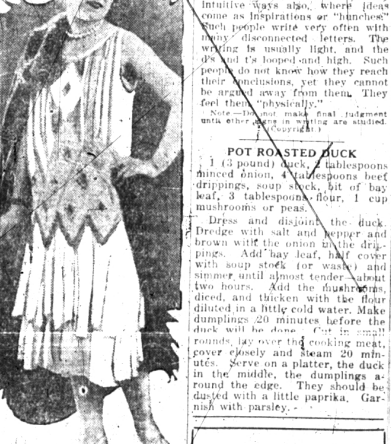 intuitive ways also, where ideas
come as inspirations or "hunches"
Such people write very often with
many disconnected letters. The
writing is usually light, and the
d's and t's looped and high. Such
people do not know how they reach
their conclusions, yet they cannot
be argued away from them. They
feel them "physically."
Note—Do not make final judgment
until other signs in writing are studied.
(Copyright.)
POT ROASTED DUCK
1 (3 pound) duck, 2 tablespoons
minced onion, 4 tablespoons beef
drippings, soup stock, bit of bay
leaf, 3 tablespoons flour, 1 cup
mushrooms or peas.
Dress and disjoint the duck.
Dredge with salt and pepper and
brown with the onion in the drip-
pings. Add bay leaf, half cover
with soup stock (or waste) and
simmer until almost tender—about
two hours. Add the mushrooms,
diced, and thicken with the flour
diluted in a little cold water. Make
dumplings 20 minutes before the
duck will be done. Cut in small
rounds, lay over the cooking meat,
cover closely and steam 20 min-
utes. Serve on a platter, the duck
in the middle, the dumplings a-
round the edge. They should be
dusted with a little paprika. Gar-
nish with parsley.